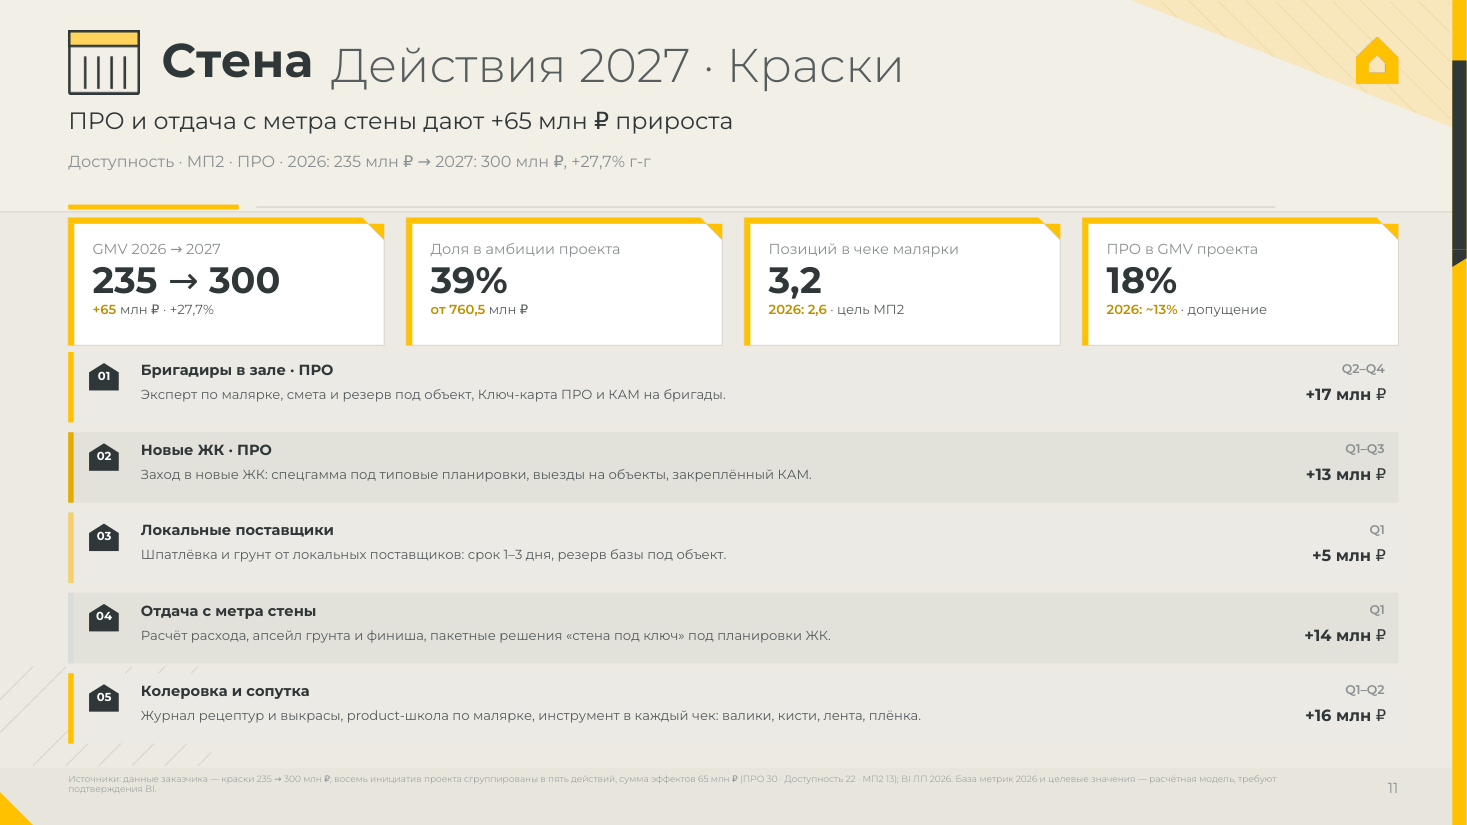 Стена Действия 2027 · Краски
ПРО и отдача с метра стены дают +65 млн ₽ прироста
Доступность · МП2 · ПРО · 2026: 235 млн ₽ → 2027: 300 млн ₽, +27,7% г-г
GMV 2026 → 2027
235 → 300
+65 млн ₽ · +27,7%
Доля в амбиции проекта
39%
от 760,5 млн ₽
Позиций в чеке малярки
3,2
2026: 2,6 · цель МП2
ПРО в GMV проекта
18%
2026: ~13% · допущение
01
Бригадиры в зале · ПРО
Эксперт по малярке, смета и резерв под объект, Ключ-карта ПРО и КАМ на бригады.
Q2–Q4
+17 млн ₽
02
Новые ЖК · ПРО
Заход в новые ЖК: спецгамма под типовые планировки, выезды на объекты, закреплённый КАМ.
Q1–Q3
+13 млн ₽
03
Локальные поставщики
Шпатлёвка и грунт от локальных поставщиков: срок 1–3 дня, резерв базы под объект.
Q1
+5 млн ₽
04
Отдача с метра стены
Расчёт расхода, апсейл грунта и финиша, пакетные решения «стена под ключ» под планировки ЖК.
Q1
+14 млн ₽
05
Колеровка и сопутка
Журнал рецептур и выкрасы, product-школа по малярке, инструмент в каждый чек: валики, кисти, лента, плёнка.
Q1–Q2
+16 млн ₽
Источники: данные заказчика — краски 235 → 300 млн ₽, восемь инициатив проекта сгруппированы в пять действий, сумма эффектов 65 млн ₽ (ПРО 30 · Доступность 22 · МП2 13); BI ЛП 2026. База метрик 2026 и целевые значения — расчётная модель, требуют
подтверждения BI.
11